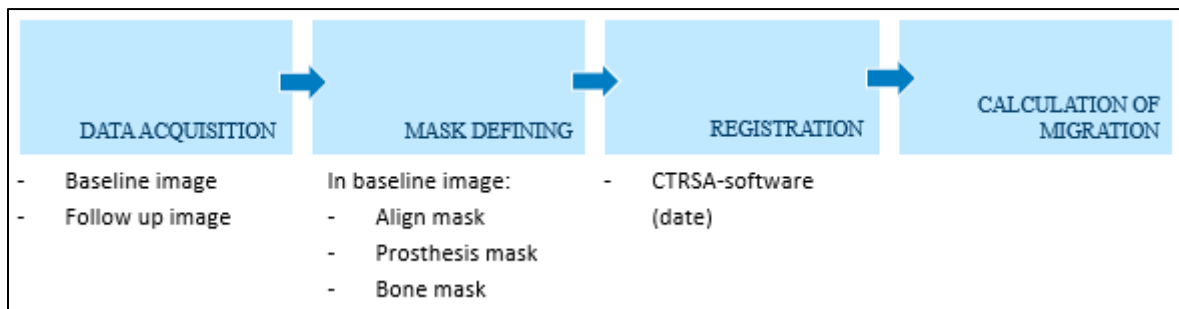 DATA ACQUISITION
MASK DEFINING
REGISTRATION
CALCULATION OF
MIGRATION
- Baseline image
- Follow up image
In baseline image:
- Align mask
- Prosthesis mask
- Bone mask
- CTRSA-software
(date)